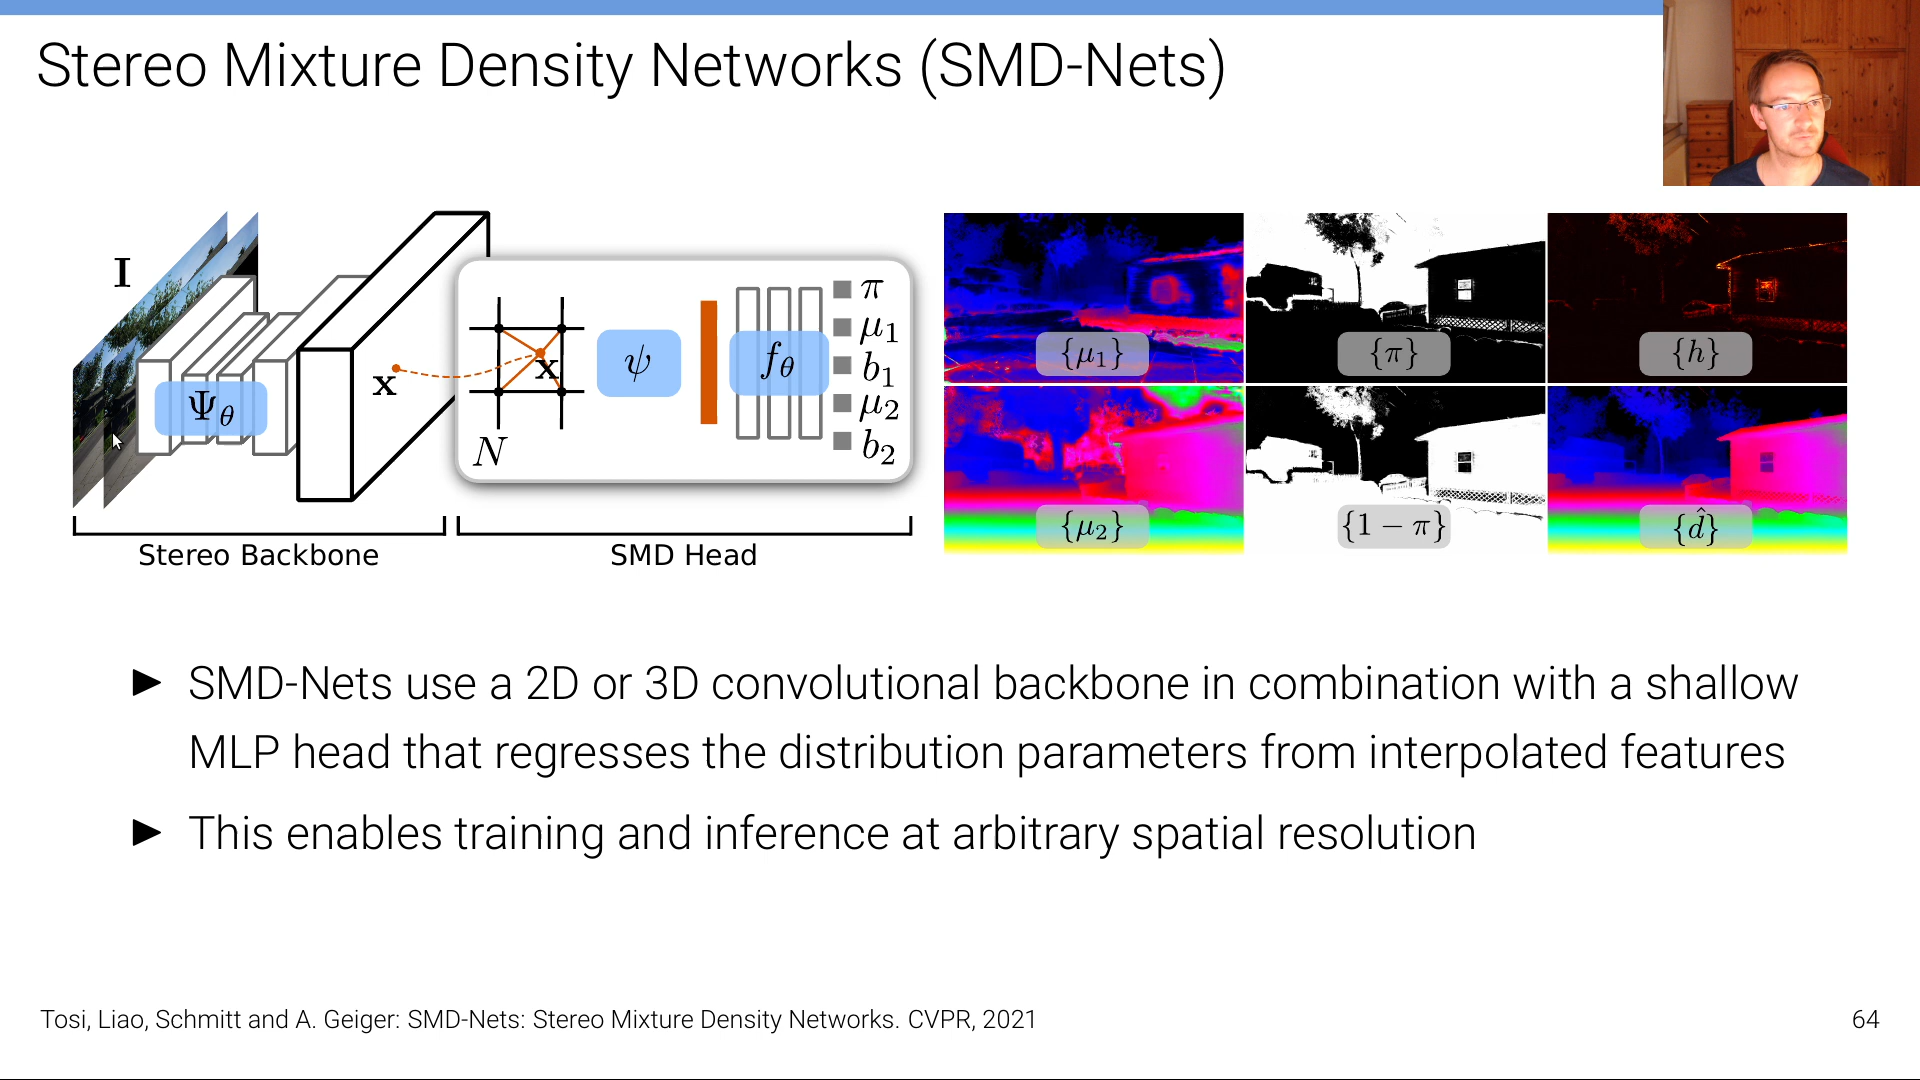 Stereo Mixture Density Networks (SMD-Nets)
I
Ψθ
x
x
N
ψ
fθ
π
μ1
b1
μ2
b2
Stereo Backbone
SMD Head
{μ1}
{π}
{h}
{μ2}
{1 − π}
{d̂}
► SMD-Nets use a 2D or 3D convolutional backbone in combination with a shallow
MLP head that regresses the distribution parameters from interpolated features
► This enables training and inference at arbitrary spatial resolution
Tosi, Liao, Schmitt and A. Geiger: SMD-Nets: Stereo Mixture Density Networks. CVPR, 2021
64